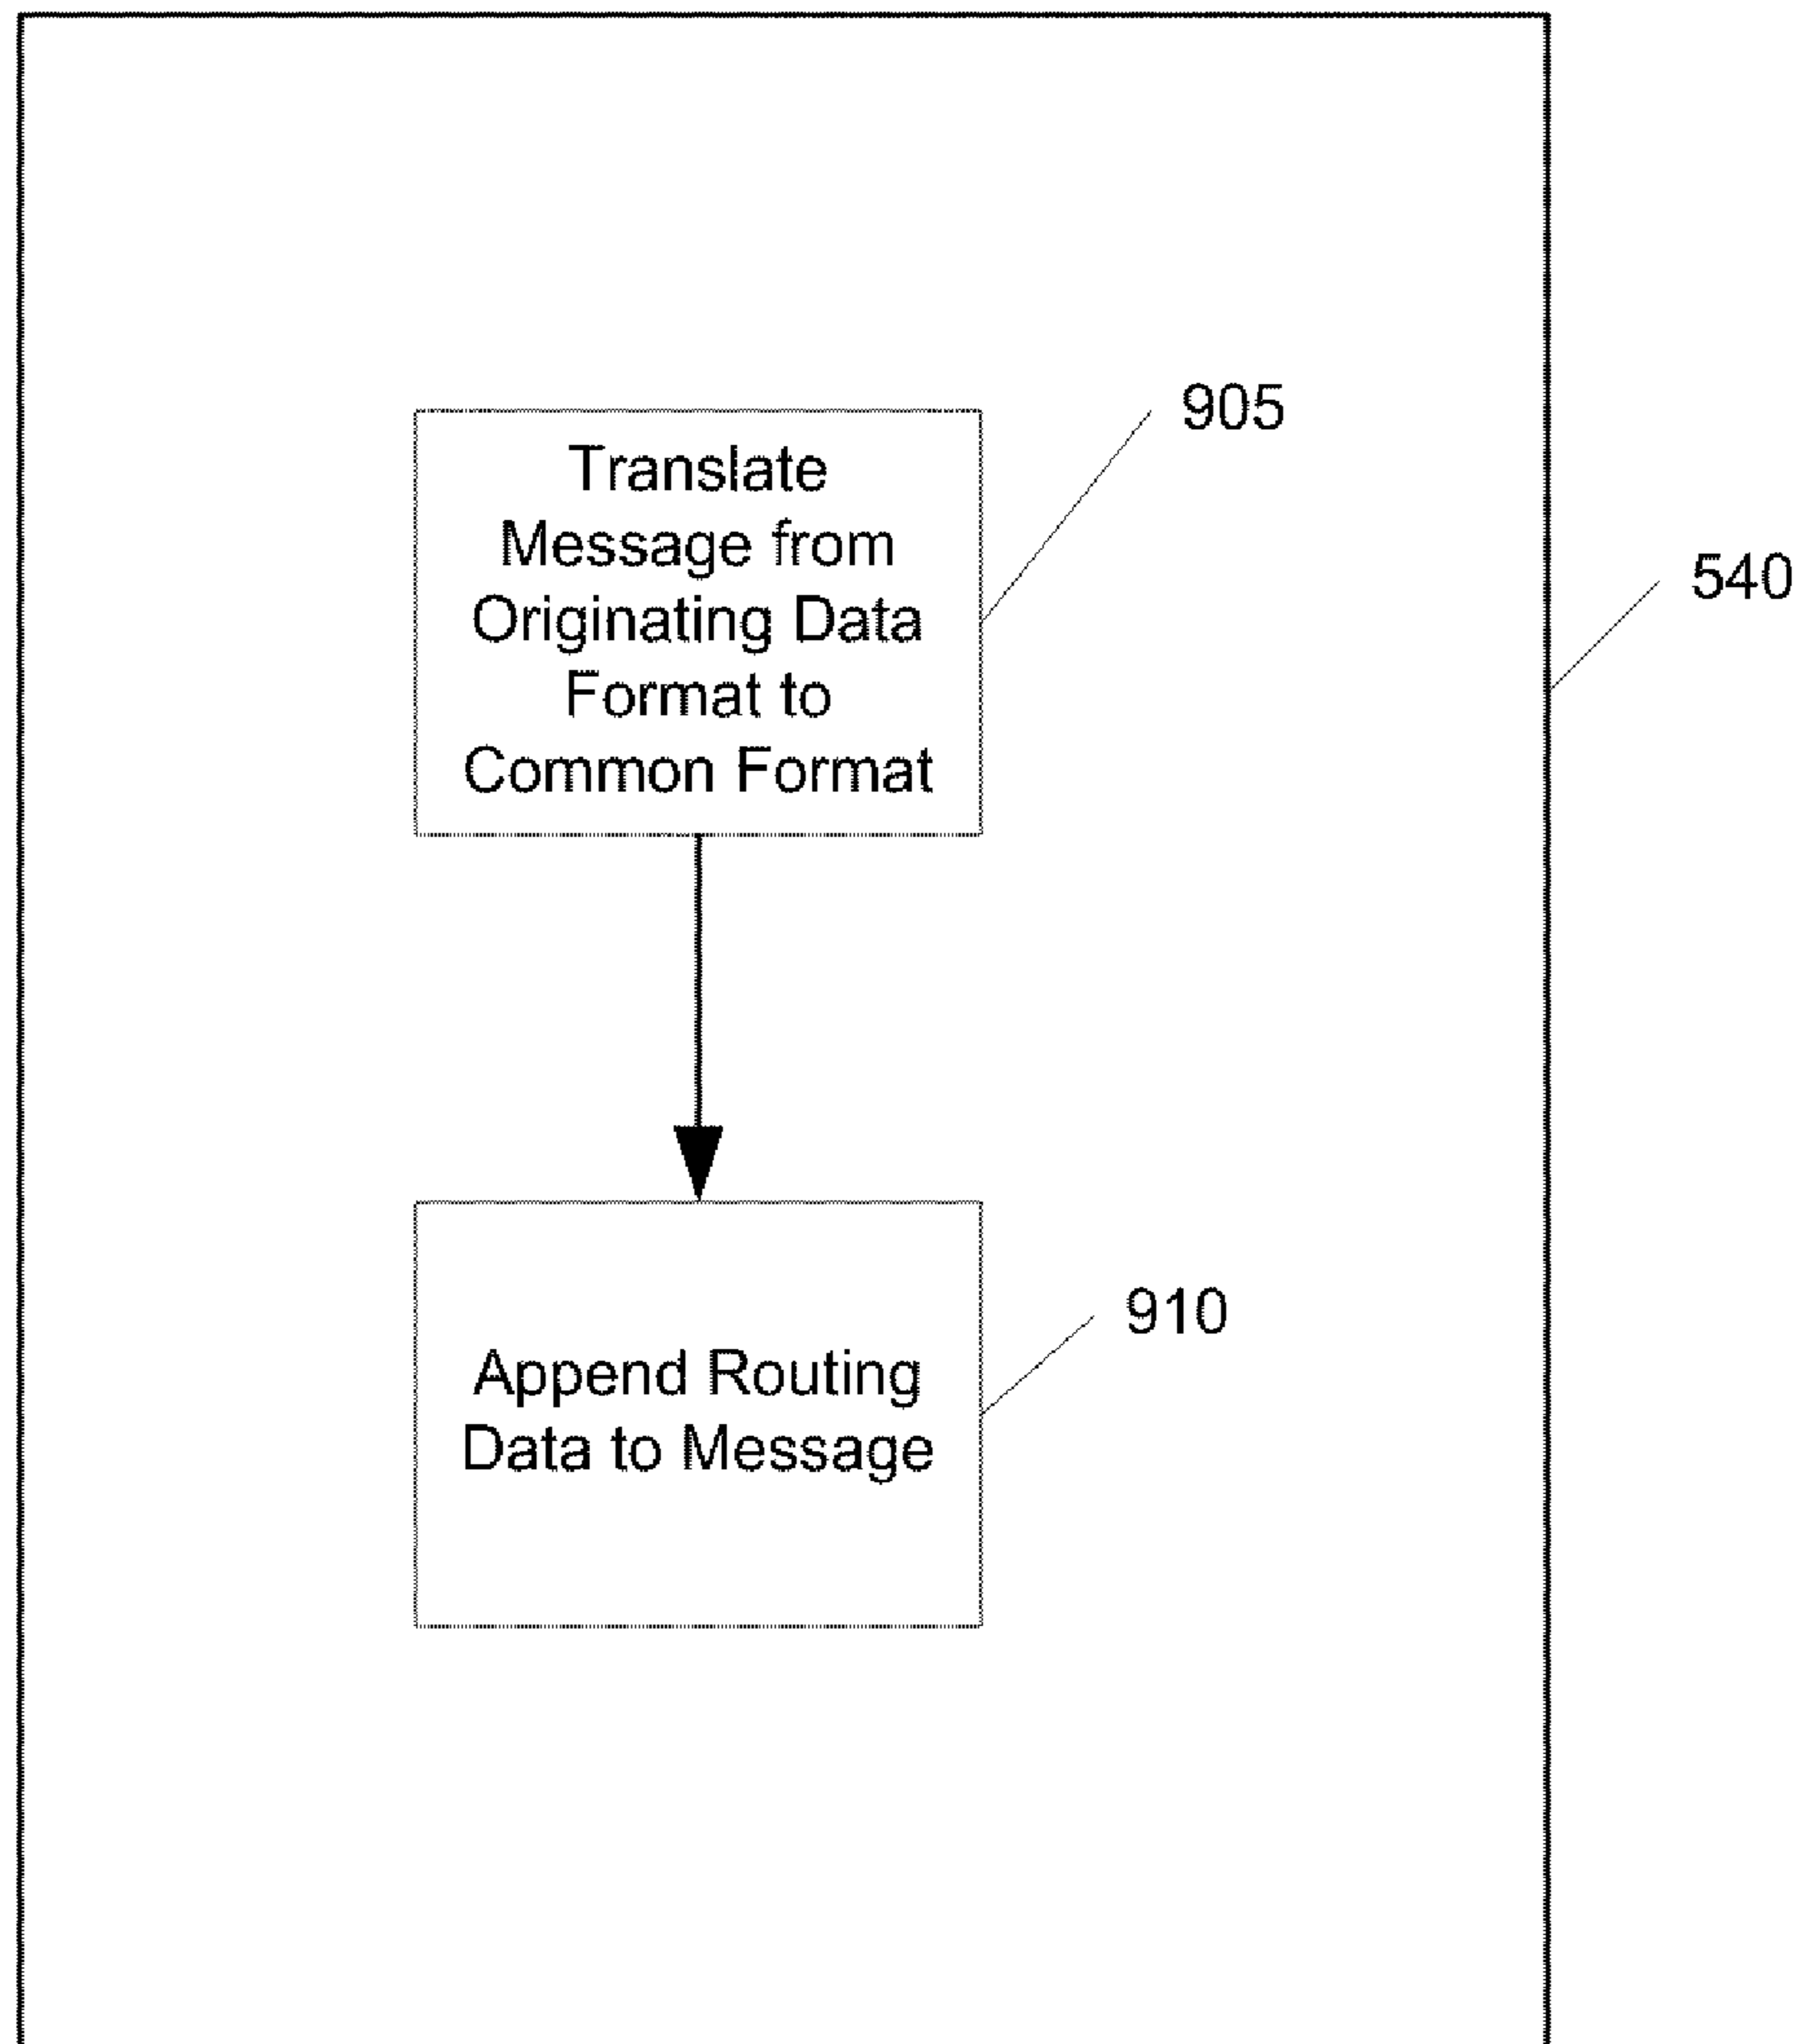 905
Translate
Message from
Originating Data
Format to
Common Format
540
910
Append Routing
Data to Message